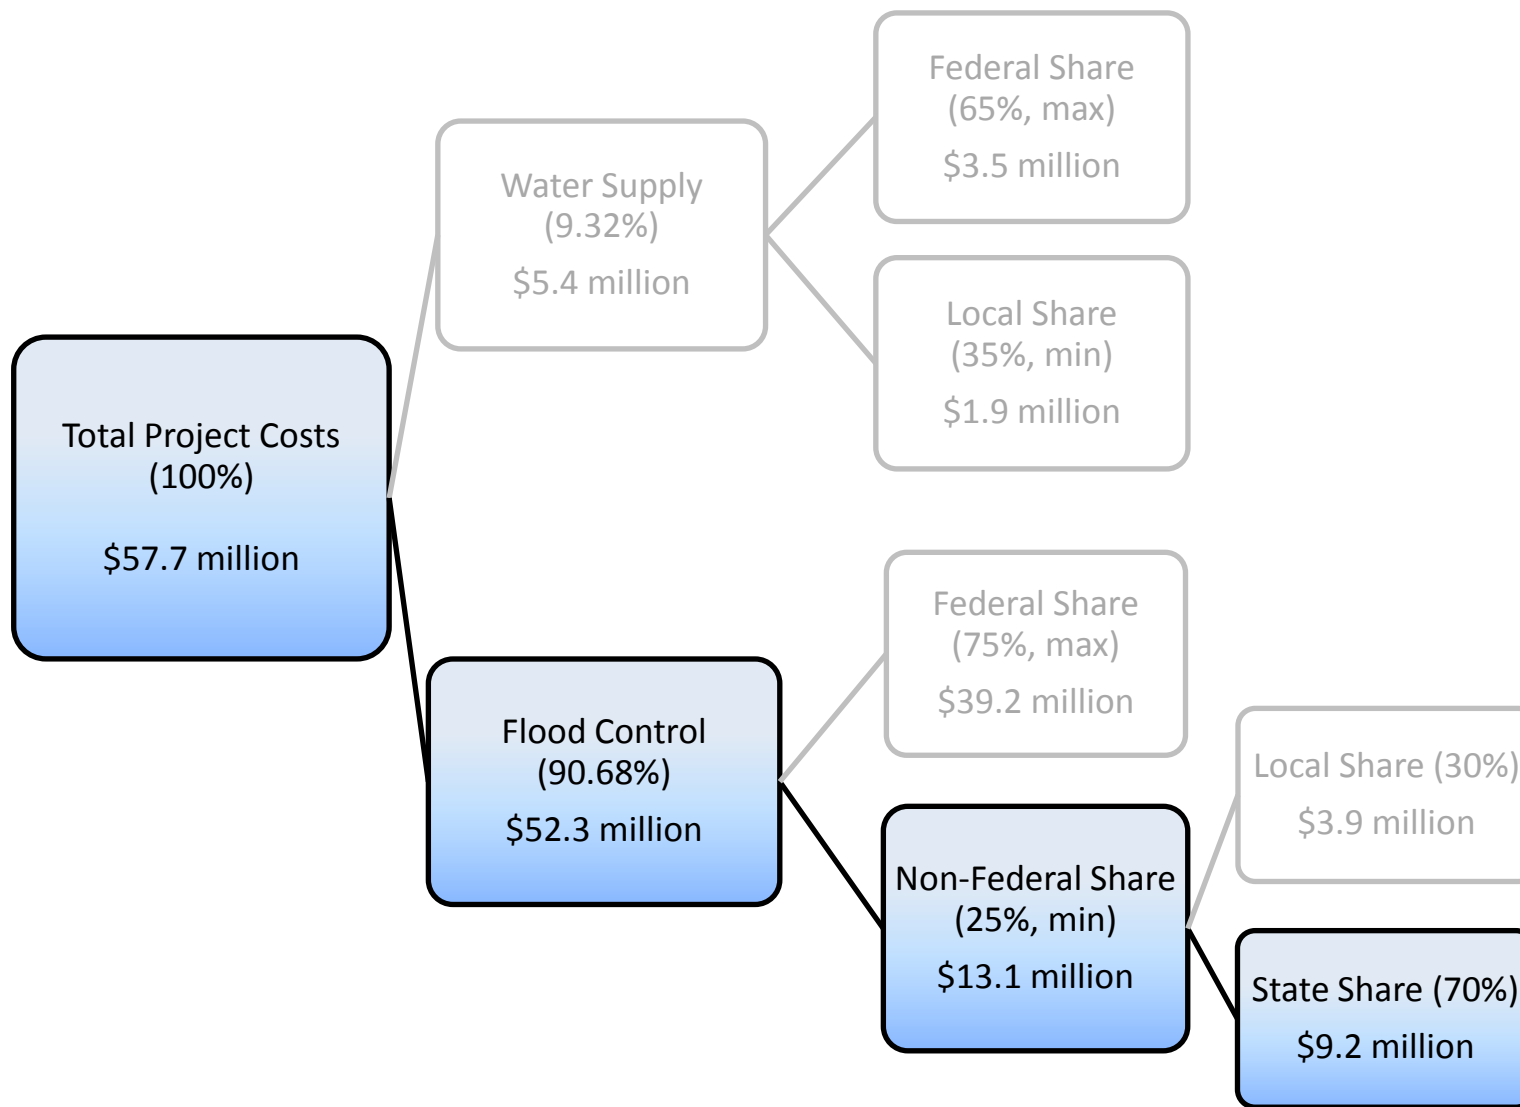 Federal Share
(65%, max)
$3.5 million
Water Supply
(9.32%)
$5.4 million
Local Share
(35%, min)
$1.9 million
Total Project Costs
(100%)
$57.7 million
Federal Share
(75%, max)
$39.2 million
Flood Control
(90.68%)
$52.3 million
Local Share (30%)
$3.9 million
Non-Federal Share
(25%, min)
$13.1 million
State Share (70%)
$9.2 million